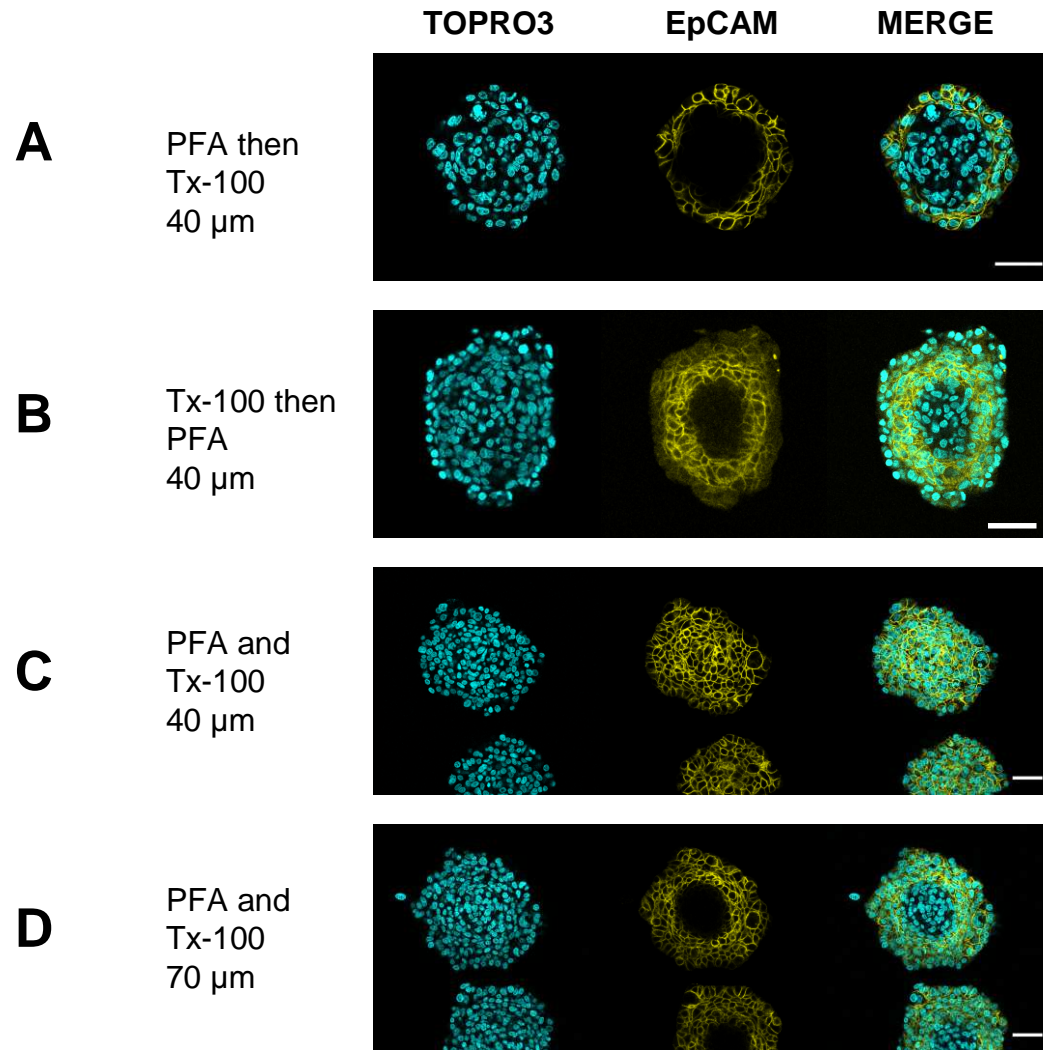 TOPRO3 EpCAM MERGE
A
PFA then
Tx-100
40 µm
B
Tx-100 then
PFA
40 µm
C
PFA and
Tx-100
40 µm
D
PFA and
Tx-100
70 µm